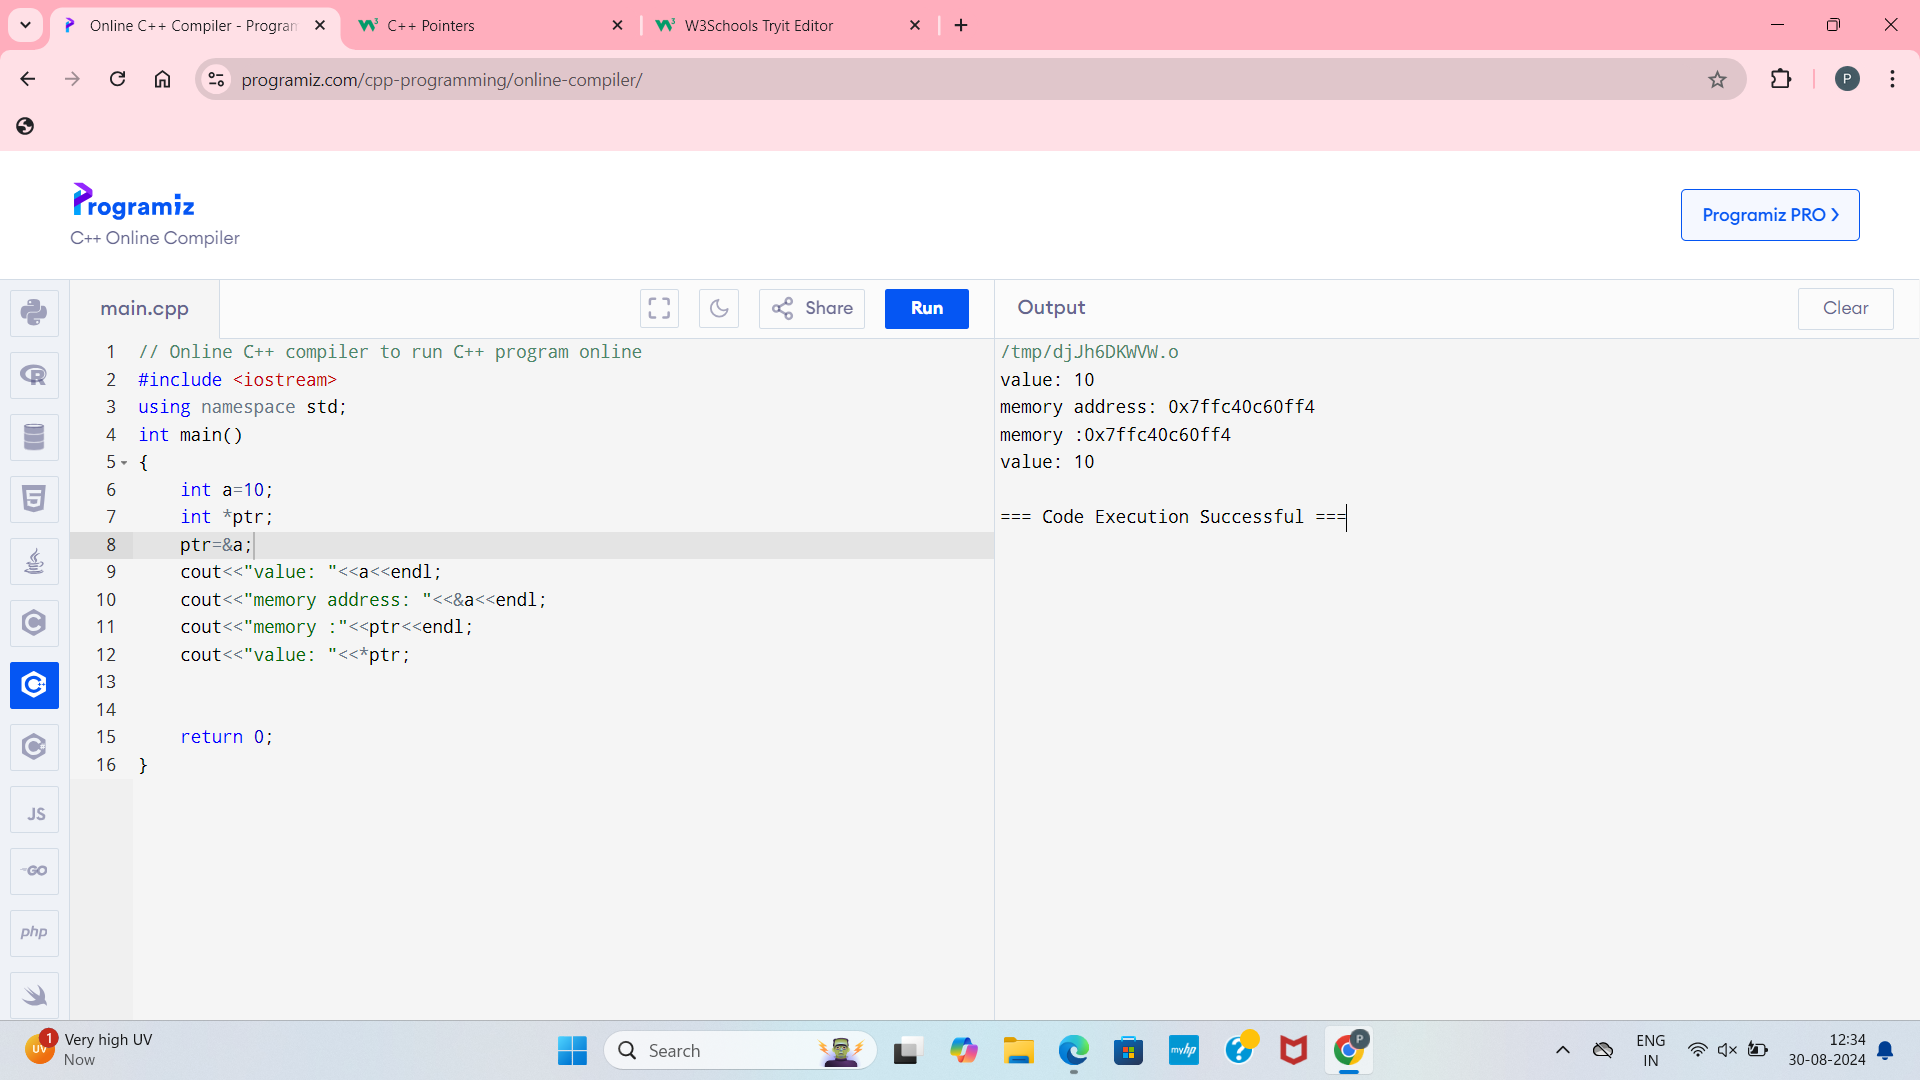 Online C++ Compiler - Program
C++ Pointers
W3Schools Tryit Editor
programiz.com/cpp-programming/online-compiler/
P
Programiz
C++ Online Compiler
Programiz PRO
main.cpp
Share
Run
Output
Clear
1 // Online C++ compiler to run C++ program online
2 #include <iostream>
3 using namespace std;
4 int main()
5 {
6 int a=10;
7 int *ptr;
8 ptr=&a;
9 cout<<"value: "<<a<<endl;
10 cout<<"memory address: "<<&a<<endl;
11 cout<<"memory :"<<ptr<<endl;
12 cout<<"value: "<<*ptr;
13
14
15 return 0;
16 }
/tmp/djJh6DKWVW.o
value: 10
memory address: 0x7ffc40c60ff4
memory :0x7ffc40c60ff4
value: 10
=== Code Execution Successful ===
R
5
C
C+
C#
JS
GO
php
UV
1
Very high UV
Now
Search
myhp
?
P
ENG
IN
12:34
30-08-2024